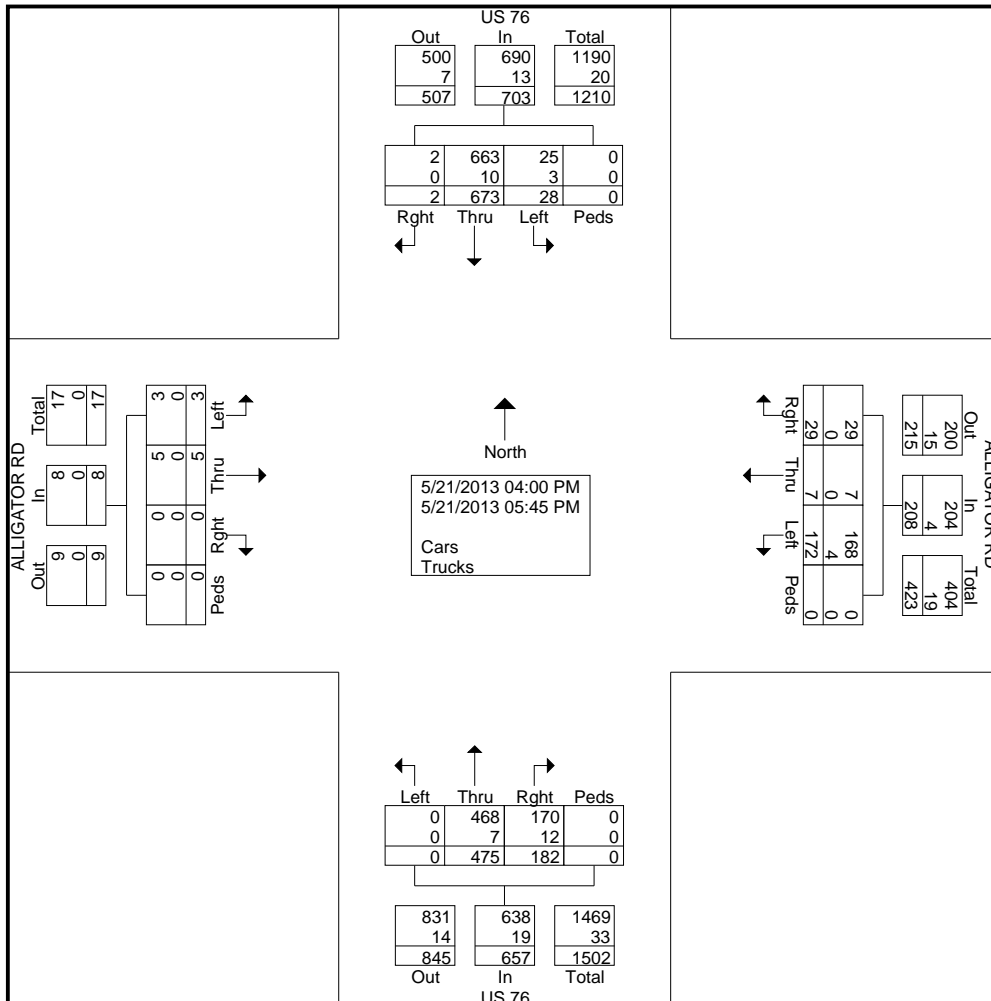 US 76
Out In Total
500 690 1190
7 13 20
507 703 1210
2 663 25 0
0 10 3 0
2 673 28 0
Rght Thru Left Peds
ALLIGATOR RD
Total In Out
17 8 9
0 0 0
17 8 9
Left Thru Rght Peds
3 5 0 0
0 0 0 0
3 5 0 0
North
5/21/2013 04:00 PM
5/21/2013 05:45 PM
Cars
Trucks
Rght Thru Left Peds
29 7 168 0
0 0 4 0
29 7 172 0
Out In Total
200 204 404
15 4 19
215 208 423
ALLIGATOR RD
Left Thru Rght Peds
0 468 170 0
0 7 12 0
0 475 182 0
831 638 1469
14 19 33
845 657 1502
Out In Total
US 76